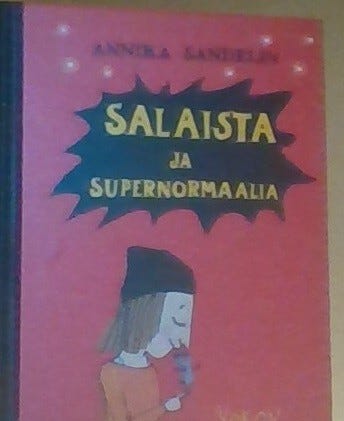 ANNIKA SANDELIN
SALAISTA
JA
SUPERNORMAALIA